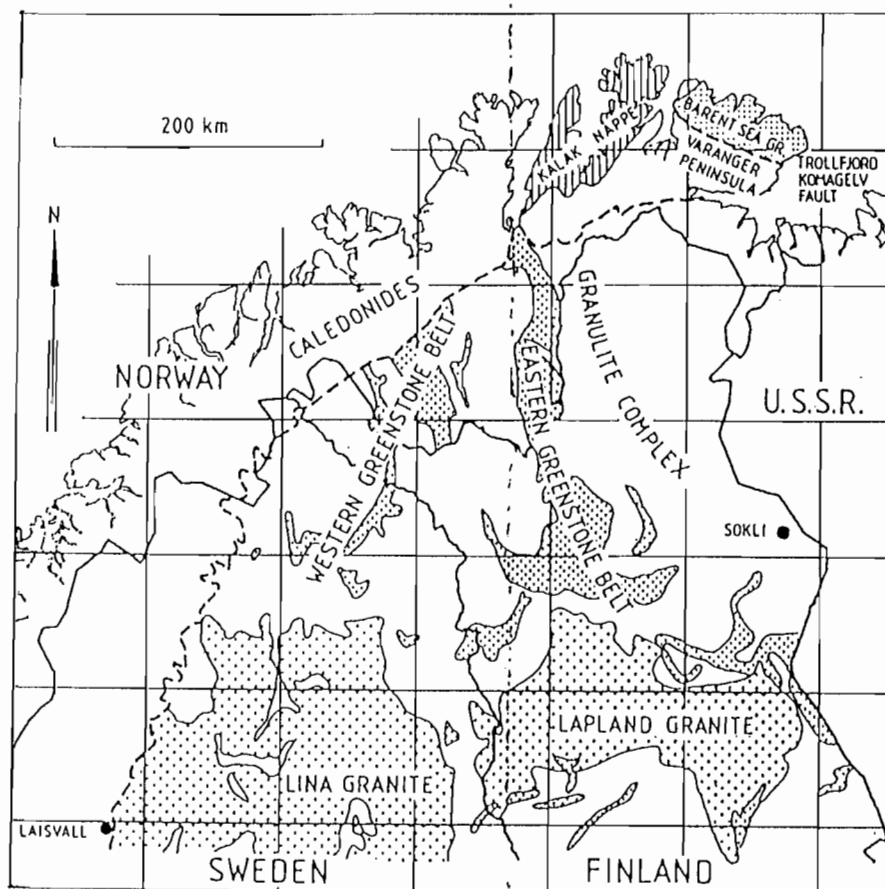 200 km
N
KALAK NAPPE
BARENT SEA GR.
VARANGER
PENINSULA
TROLLFJORD
KOMAGELV
FAULT
CALEDONIDES
NORWAY
WESTERN GREENSTONE BELT
EASTERN GREENSTONE BELT
GRANULITE COMPLEX
U.S.S.R.
SOKLI
LAPLAND GRANITE
LINA GRANITE
LAISVALL
SWEDEN
FINLAND